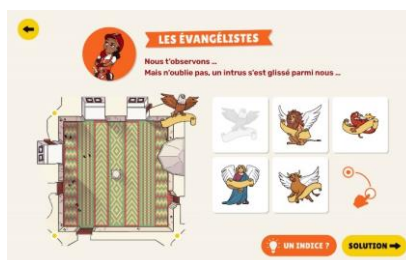 LES ÉVANGÉLISTES
Nous t'observons ...
Mais n'oublie pas, un intrus s'est glissé parmi nous ...
UN INDICE ?
SOLUTION